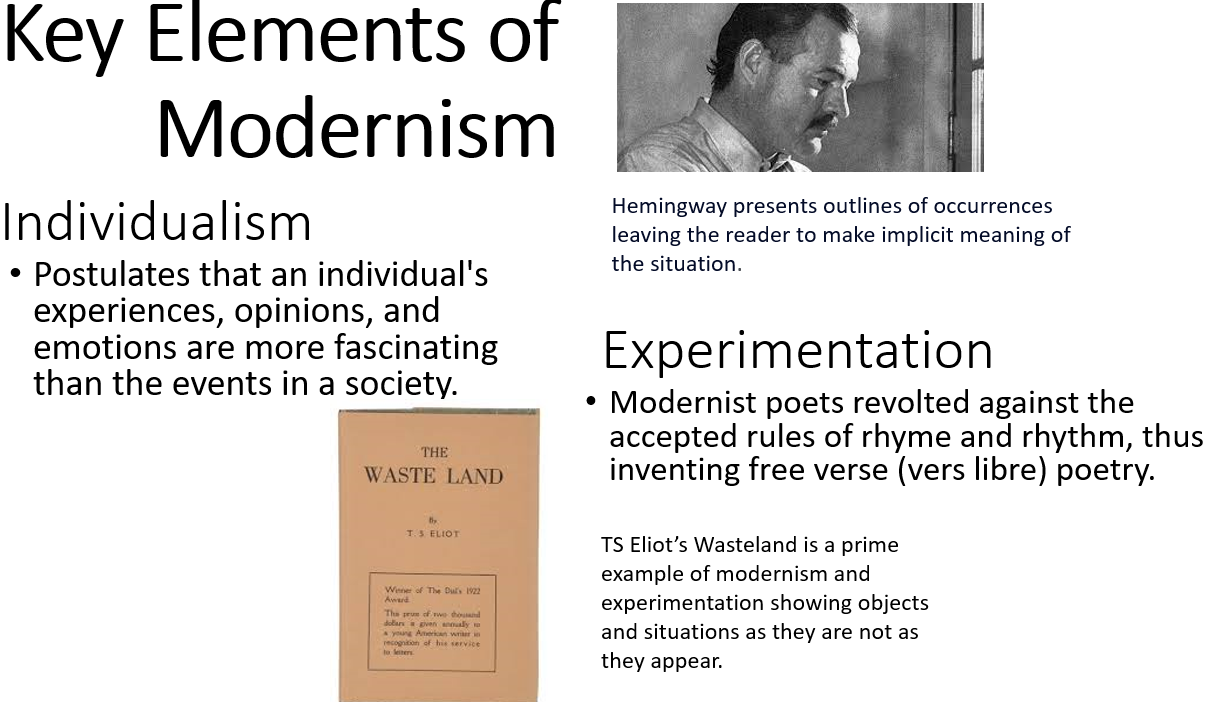 Key Elements of
Modernism
Individualism
• Postulates that an individual's
experiences, opinions, and
emotions are more fascinating
than the events in a society.
THE
WASTE LAND
By
T. S ELIOT
Winner of The Dial's 1922
Award.
This prize of two thousand
dollars is given annually to
a young American writer in
recognition of his service
to letters
Hemingway presents outlines of occurrences
leaving the reader to make implicit meaning of
the situation.
Experimentation
• Modernist poets revolted against the
accepted rules of rhyme and rhythm, thus
inventing free verse (vers libre) poetry.
TS Eliot’s Wasteland is a prime
example of modernism and
experimentation showing objects
and situations as they are not as
they appear.